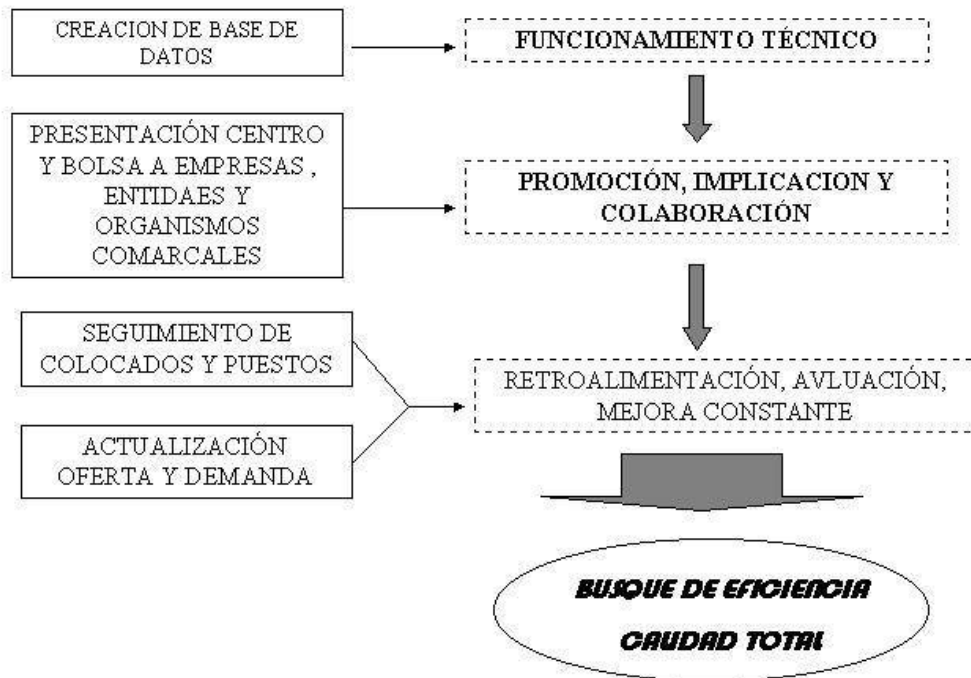 CREACION DE BASE DE
DATOS
FUNCIONAMIENTO TÉCNICO
PRESENTACIÓN CENTRO
Y BOLSA A EMPRESAS ,
ENTIDAES Y
ORGANISMOS
COMARCALES
PROMOCIÓN, IMPLICACION Y
COLABORACIÓN
SEGUIMIENTO DE
COLOCADOS Y PUESTOS
RETROALIMENTACIÓN, AVLUACIÓN,
MEJORA CONSTANTE
ACTUALIZACIÓN
OFERTA Y DEMANDA
BUSQUE DE EFICIENCIA
CALIDAD TOTAL